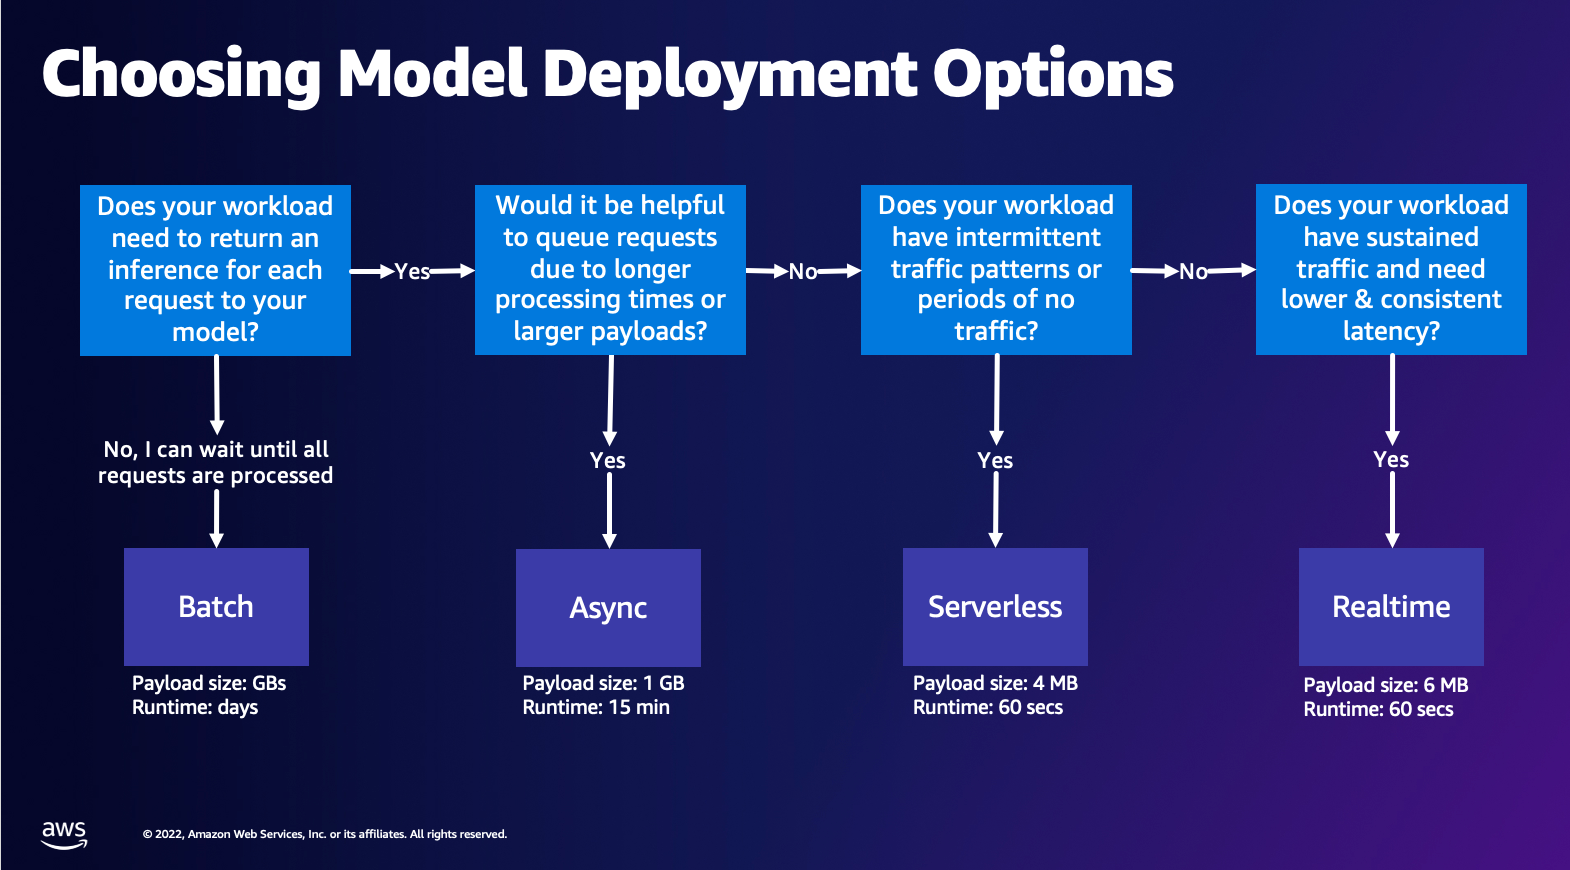 Choosing Model Deployment Options
Does your workload
need to return an
inference for each
request to your
model?
Yes
Would it be helpful
to queue requests
due to longer
processing times or
larger payloads?
No
Does your workload
have intermittent
traffic patterns or
periods of no
traffic?
No
Does your workload
have sustained
traffic and need
lower & consistent
latency?
No, I can wait until all
requests are processed
Yes
Yes
Yes
Batch
Async
Serverless
Realtime
Payload size: GBs
Runtime: days
Payload size: 1 GB
Runtime: 15 min
Payload size: 4 MB
Runtime: 60 secs
Payload size: 6 MB
Runtime: 60 secs
aws
© 2022, Amazon Web Services, Inc. or its affiliates. All rights reserved.